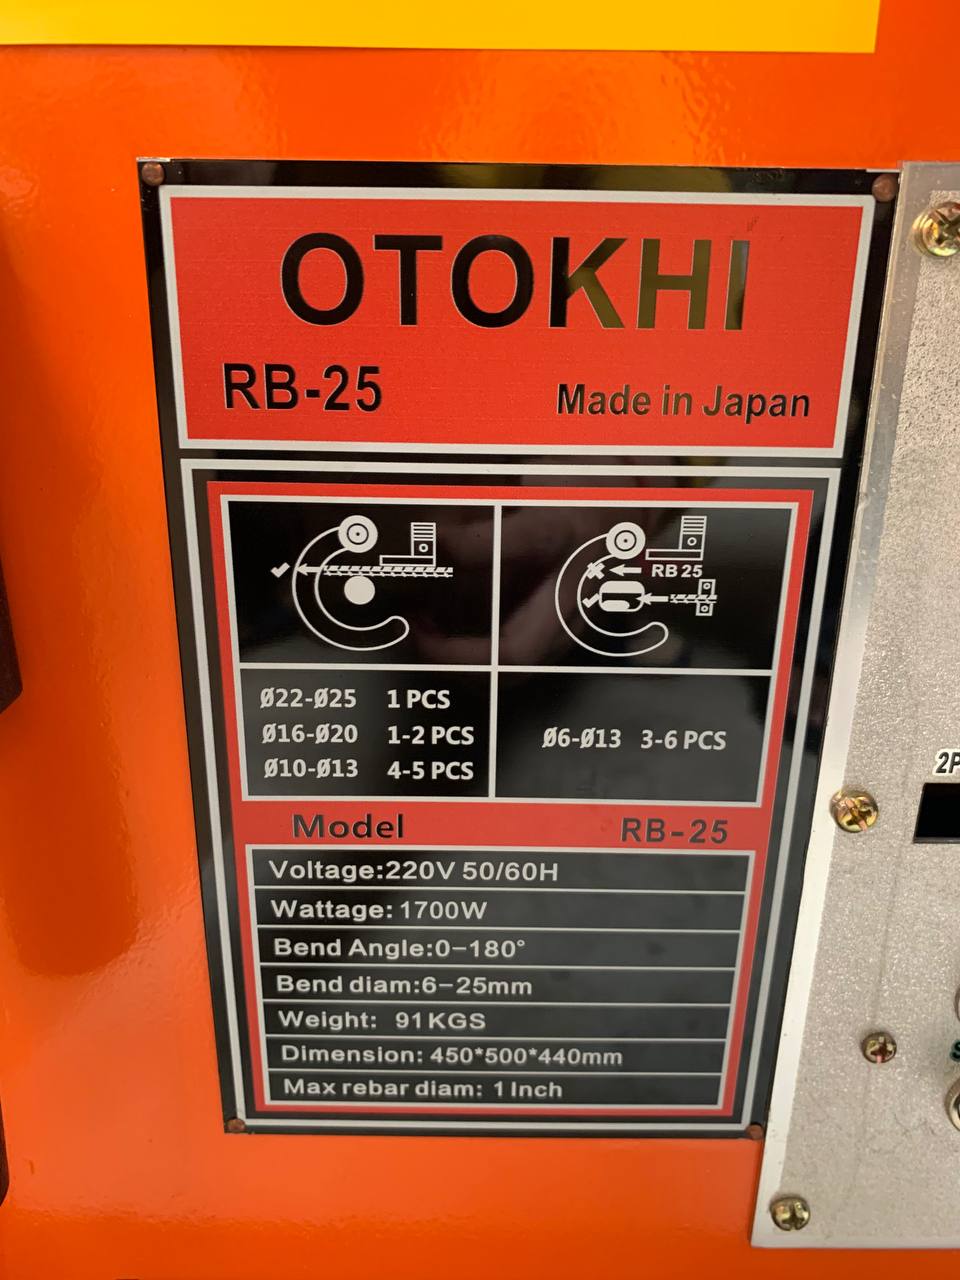 OTOKHI
RB-25
Made in Japan
RB 25
Ø22-Ø25 1 PCS
Ø16-Ø20 1-2 PCS
Ø10-Ø13 4-5 PCS
Ø6-Ø13 3-6 PCS
Model RB-25
Voltage:220V 50/60H
Wattage: 1700W
Bend Angle:0-180°
Bend diam:6-25mm
Weight: 91KGS
Dimension: 450*500*440mm
Max rebar diam: 1 Inch
2P